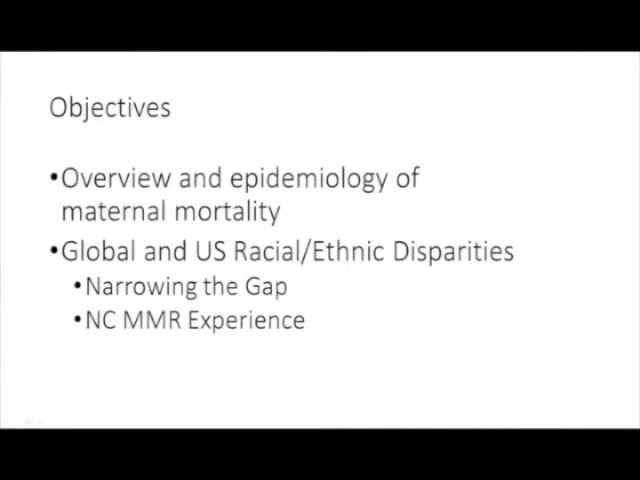 Objectives
•Overview and epidemiology of
maternal mortality
•Global and US Racial/Ethnic Disparities
•Narrowing the Gap
•NC MMR Experience